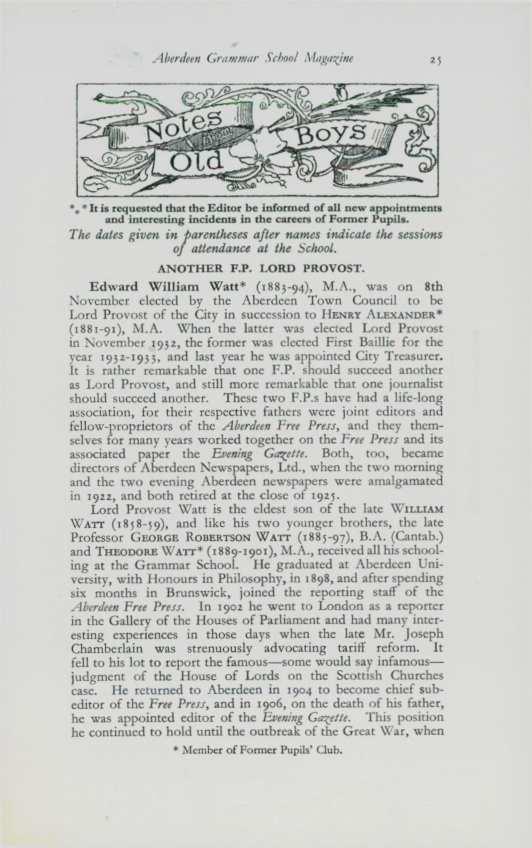 Aberdeen Grammar School Magazine 25
Notes
About
Old
Boys
*⁎* It is requested that the Editor be informed of all new appointments
and interesting incidents in the careers of Former Pupils.
The dates given in parentheses after names indicate the sessions
of attendance at the School.
ANOTHER F.P. LORD PROVOST.
Edward William Watt* (1883-94), M.A., was on 8th
November elected by the Aberdeen Town Council to be
Lord Provost of the City in succession to HENRY ALEXANDER*
(1881-91), M.A. When the latter was elected Lord Provost
in November 1932, the former was elected First Baillie for the
year 1932-1933, and last year he was appointed City Treasurer.
It is rather remarkable that one F.P. should succeed another
as Lord Provost, and still more remarkable that one journalist
should succeed another. These two F.P.s have had a life-long
association, for their respective fathers were joint editors and
fellow-proprietors of the Aberdeen Free Press, and they them-
selves for many years worked together on the Free Press and its
associated paper the Evening Gazette. Both, too, became
directors of Aberdeen Newspapers, Ltd., when the two morning
and the two evening Aberdeen newspapers were amalgamated
in 1922, and both retired at the close of 1925.
Lord Provost Watt is the eldest son of the late WILLIAM
WATT (1858-59), and like his two younger brothers, the late
Professor GEORGE ROBERTSON WATT (1885-97), B.A. (Cantab.)
and THEODORE WATT* (1889-1901), M.A., received all his school-
ing at the Grammar School. He graduated at Aberdeen Uni-
versity, with Honours in Philosophy, in 1898, and after spending
six months in Brunswick, joined the reporting staff of the
Aberdeen Free Press. In 1902 he went to London as a reporter
in the Gallery of the Houses of Parliament and had many inter-
esting experiences in those days when the late Mr. Joseph
Chamberlain was strenuously advocating tariff reform. It
fell to his lot to report the famous—some would say infamous—
judgment of the House of Lords on the Scottish Churches
case. He returned to Aberdeen in 1904 to become chief sub-
editor of the Free Press, and in 1906, on the death of his father,
he was appointed editor of the Evening Gazette. This position
he continued to hold until the outbreak of the Great War, when
* Member of Former Pupils' Club.